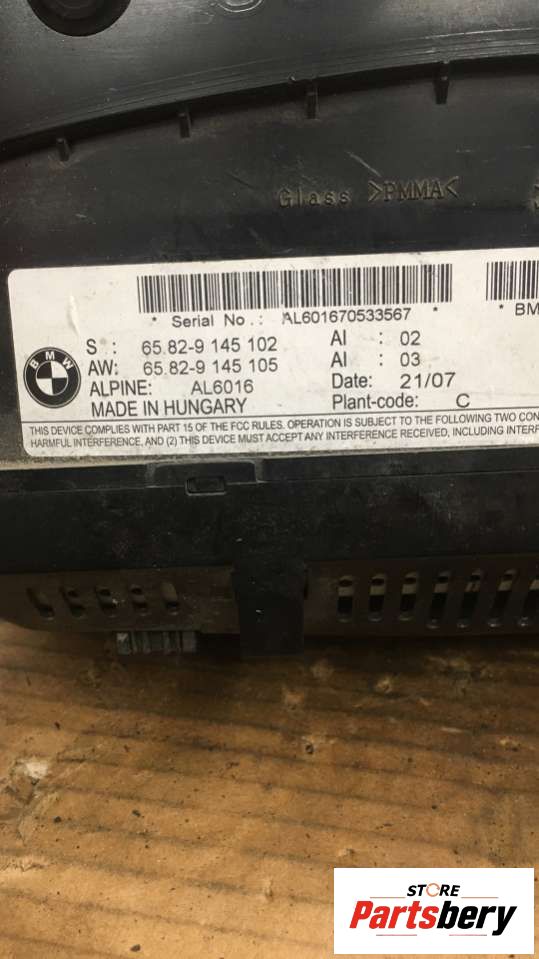 Glass >PMMA<
* Serial No.: AL601670533567 * * BM
S : 65.82-9 145 102 AI : 02
AW: 65.82-9 145 105 AI : 03
ALPINE: AL6016 Date: 21/07
MADE IN HUNGARY Plant-code: C
BMW
THIS DEVICE COMPLIES WITH PART 15 OF THE FCC RULES. OPERATION IS SUBJECT TO THE FOLLOWING TWO CON
HARMFUL INTERFERENCE, AND (2) THIS DEVICE MUST ACCEPT ANY INTERFERENCE RECEIVED, INCLUDING INTERF
STORE
Partsbery